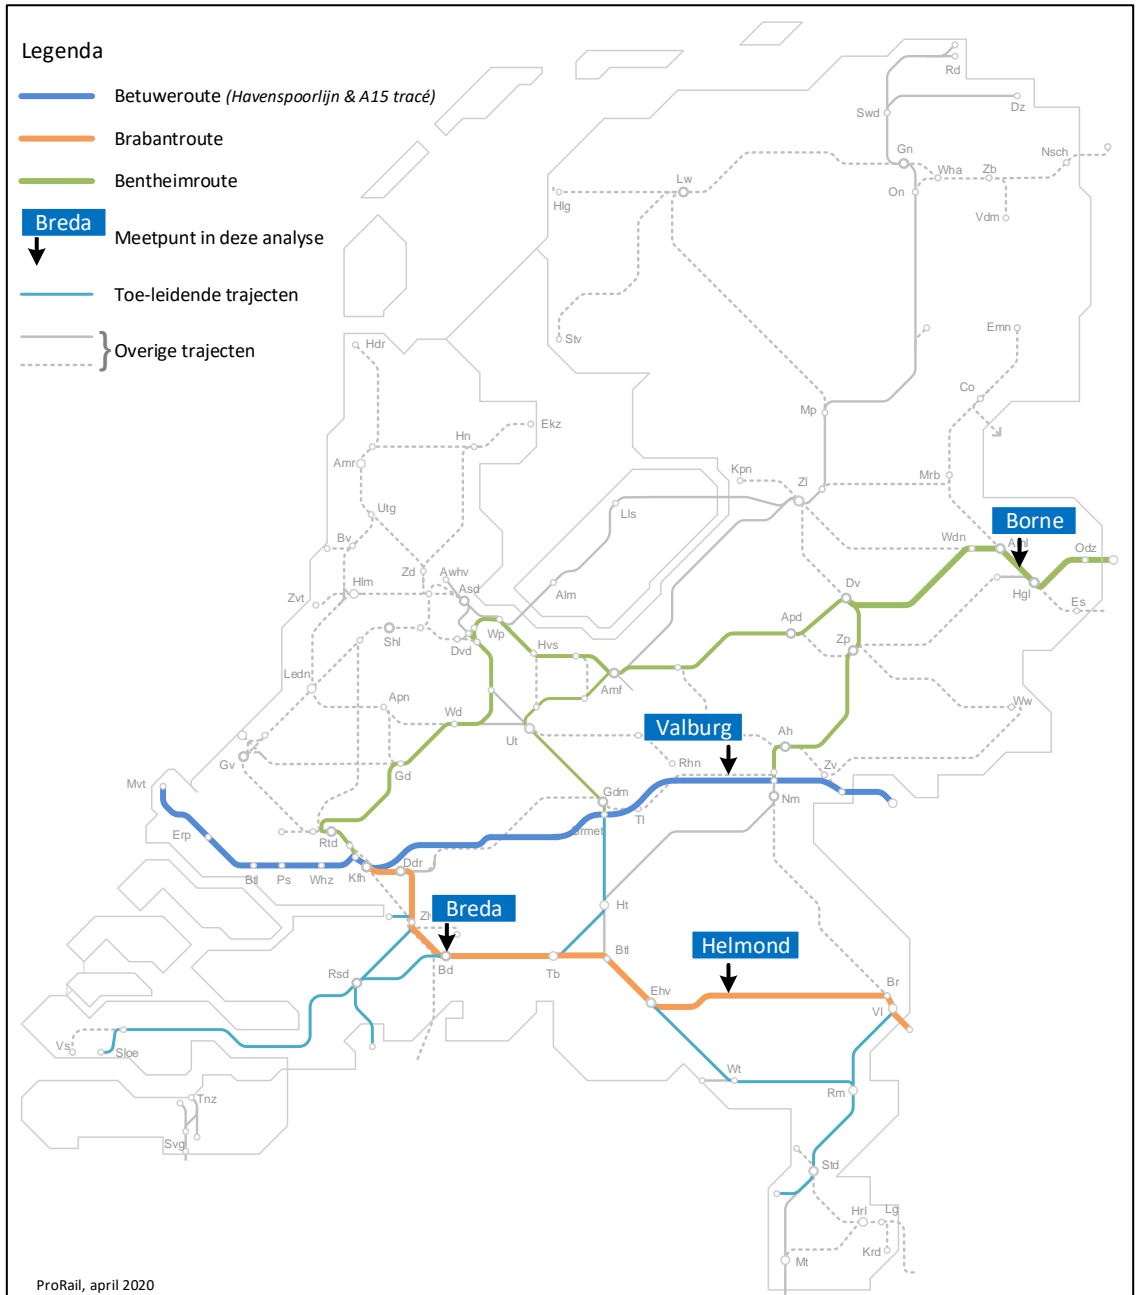 Legenda
Betuweroute (Havenspoorlijn & A15 tracé)
Brabantroute
Bentheimroute
Breda
Meetpunt in deze analyse
Toe-leidende trajecten
Overige trajecten
Rd
Swd
Dz
Gn
Nsch
Wha
Zb
Lw
On
Hlg
Vdm
Stv
Emn
Hdr
Co
Mp
Ekz
Hn
Amr
Kpn
Zl
Mrb
Lls
Utg
Borne
Bv
Wdn
Odz
Zd
Awhv
Asd
Hlm
Alm
Dv
Hgl
Zvt
Es
Apd
Wp
Shl
Hvs
Zp
Dvd
Ledn
Amf
Apn
Ww
Wd
Valburg
Ut
Ah
Gv
Rhn
Zv
Gd
Mvt
Nm
Gdm
Tl
Erp
Rtd
Ddr
Btl
Ps
Whz
Kfh
Breda
Ht
Helmond
Btl
Rsd
Bd
Tb
Ehv
Br
Vl
Vs
Sloe
Wt
Rm
Tnz
Svg
Std
Hrl
Lg
Krd
Mt
ProRail, april 2020